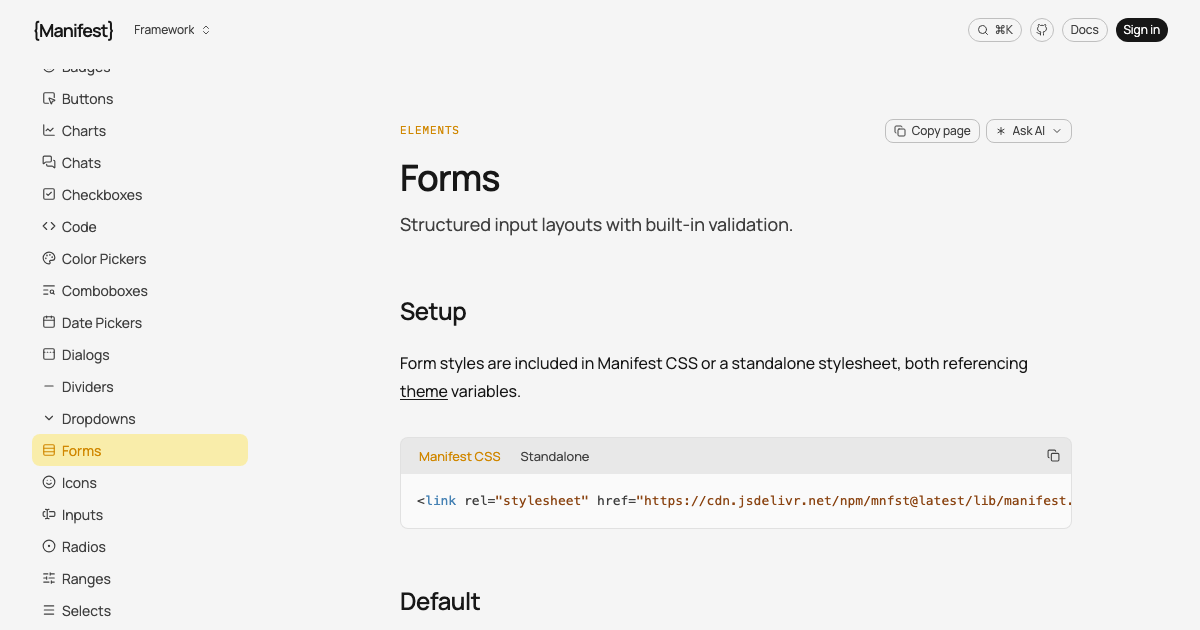 {Manifest}
Framework
⌘K
Docs
Sign in
Badges
Buttons
Charts
Chats
Checkboxes
Code
Color Pickers
Comboboxes
Date Pickers
Dialogs
Dividers
Dropdowns
Forms
Icons
Inputs
Radios
Ranges
Selects
ELEMENTS
Copy page
Ask AI
Forms
Structured input layouts with built-in validation.
Setup
Form styles are included in Manifest CSS or a standalone stylesheet, both referencing
theme variables.
Manifest CSS
Standalone
<link rel="stylesheet" href="https://cdn.jsdelivr.net/npm/mnfst@latest/lib/manifest.
Default